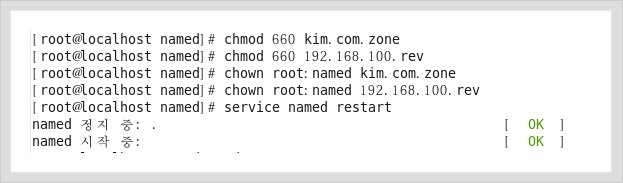 [root@localhost named]# chmod 660 kim.com.zone
[root@localhost named]# chmod 660 192.168.100.rev
[root@localhost named]# chown root:named kim.com.zone
[root@localhost named]# chown root:named 192.168.100.rev
[root@localhost named]# service named restart
named 정지 중: . [ OK ]
named 시작 중: [ OK ]